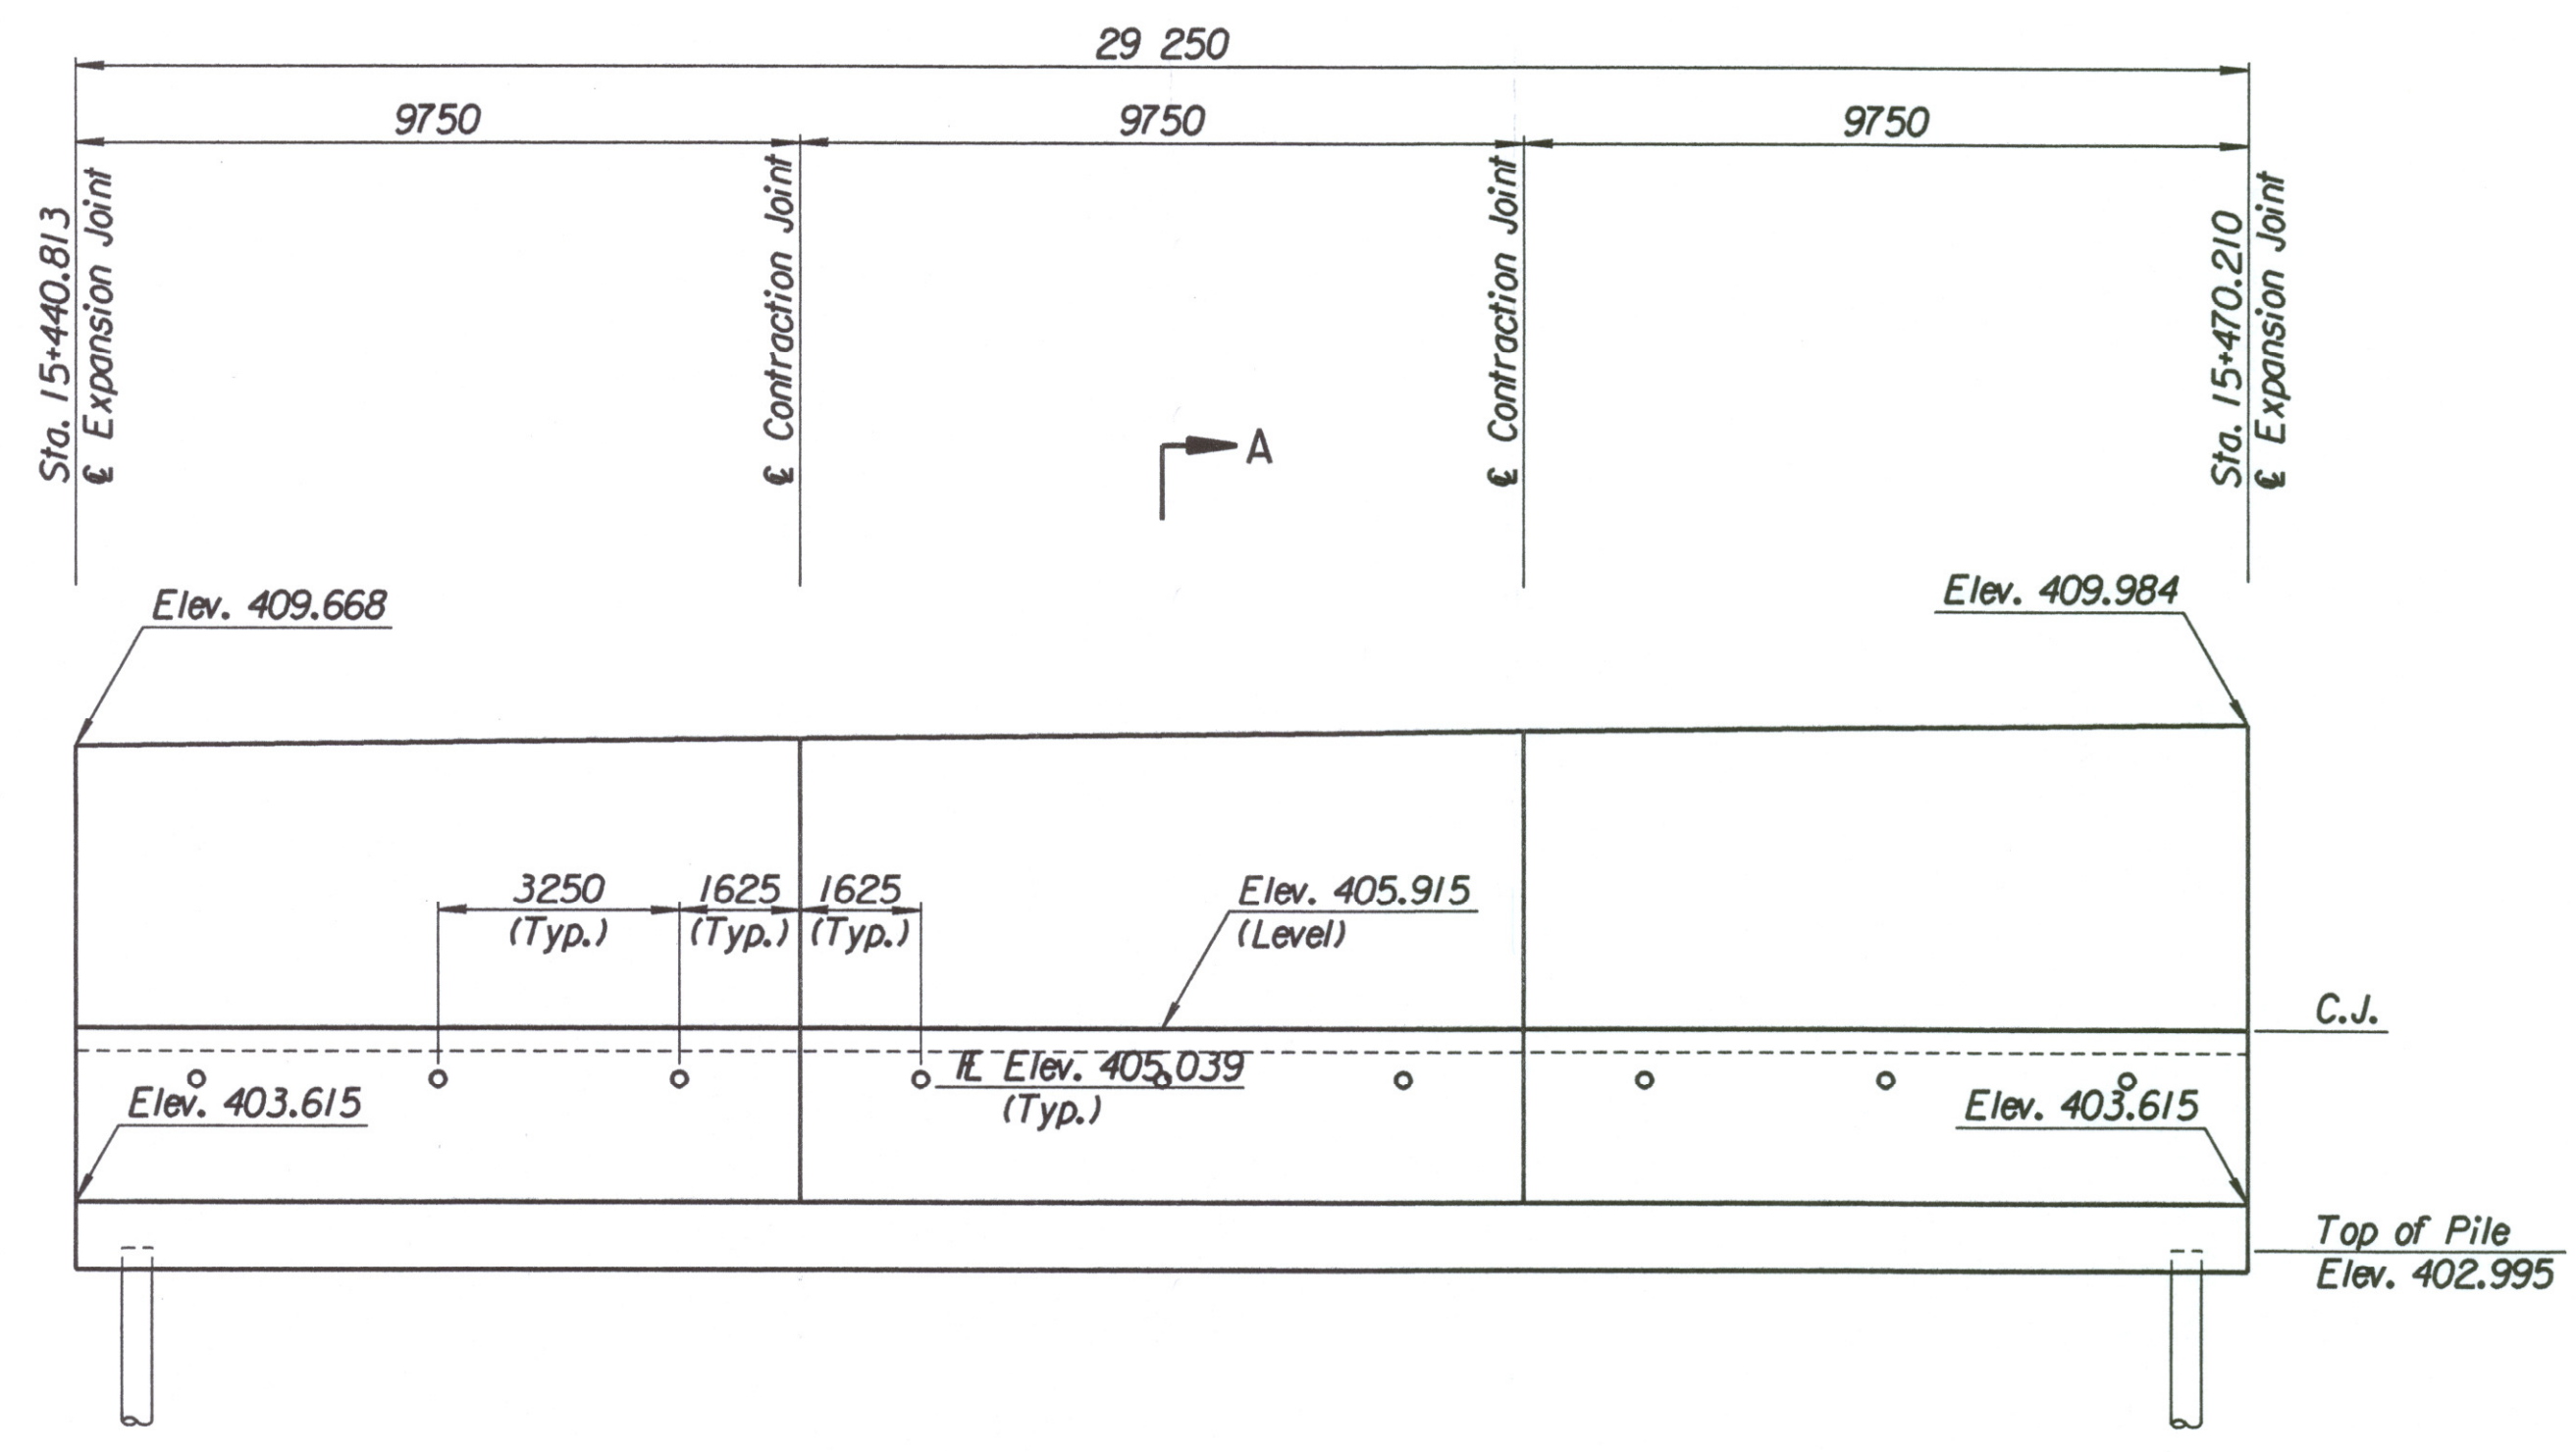 29 250
9750
9750
9750
Sta. 15+440.813
℄ Expansion Joint
℄ Contraction Joint
℄ Contraction Joint
Sta. 15+470.210
℄ Expansion Joint
A
Elev. 409.668
Elev. 409.984
3250
(Typ.)
1625
(Typ.)
1625
(Typ.)
Elev. 405.915
(Level)
C.J.
Elev. 405.039
(Typ.)
Elev. 403.615
Elev. 403.615
Top of Pile
Elev. 402.995